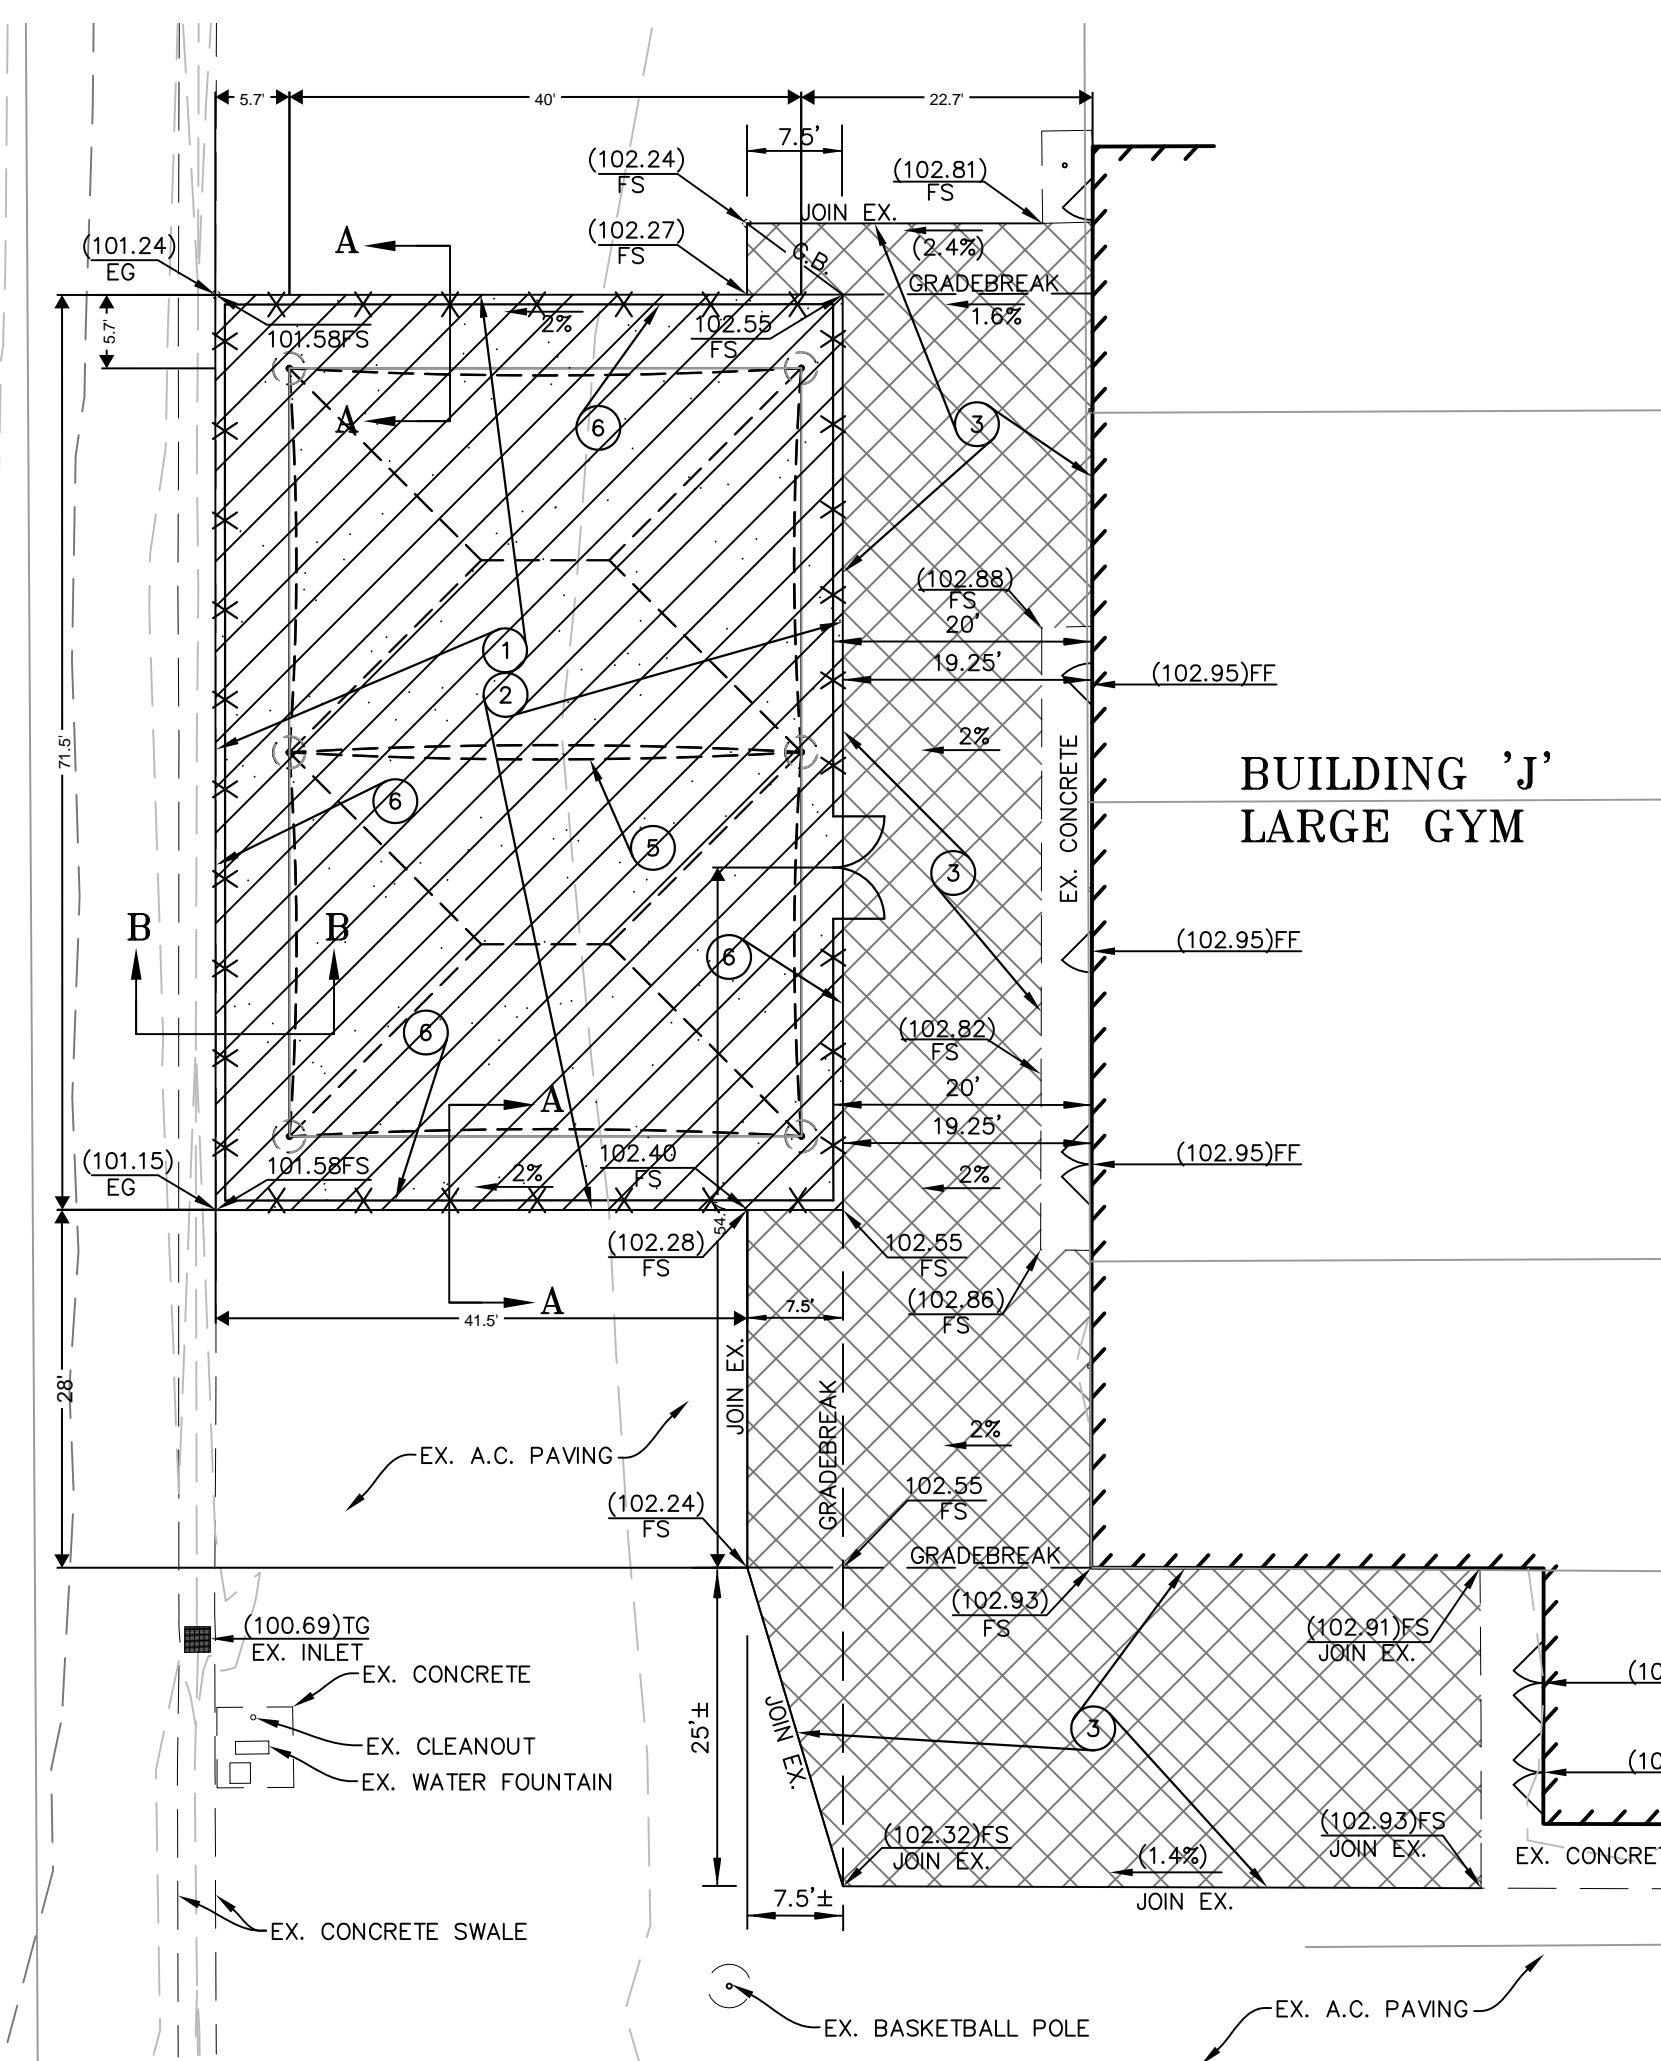 5.7'
40'
22.7'
7.5'
(102.24)
FS
(102.81)
FS
JOIN EX.
(102.27)
FS
A
(101.24)
EG
(2.4%)
G.B.
GRADEBREAK
5.7'
2%
102.55
FS
1.6%
101.58FS
A
6
3
(102.88)
FS
20'
1
19.25'
(102.95)FF
2
71.5'
2%
EX. CONCRETE
BUILDING 'J'
LARGE GYM
6
5
3
B
B
(102.95)FF
6
6
(102.82)
FS
A
20'
19.25'
(101.15)
EG
101.58FS
102.40
FS
(102.95)FF
2%
2%
(102.28)
FS
102.55
FS
A
(102.86)
FS
41.5'
7.5'
JOIN EX.
28'
GRADEBREAK
2%
EX. A.C. PAVING
102.55
FS
(102.24)
FS
GRADEBREAK
(102.93)
FS
(100.69)TG
EX. INLET
(102.91)FS
JOIN EX.
EX. CONCRETE
25'±
JOIN EX.
3
EX. CLEANOUT
EX. WATER FOUNTAIN
(102.32)FS
JOIN EX.
(1.4%)
(102.93)FS
JOIN EX.
7.5'±
JOIN EX.
EX. CONCRET
EX. CONCRETE SWALE
EX. BASKETBALL POLE
EX. A.C. PAVING